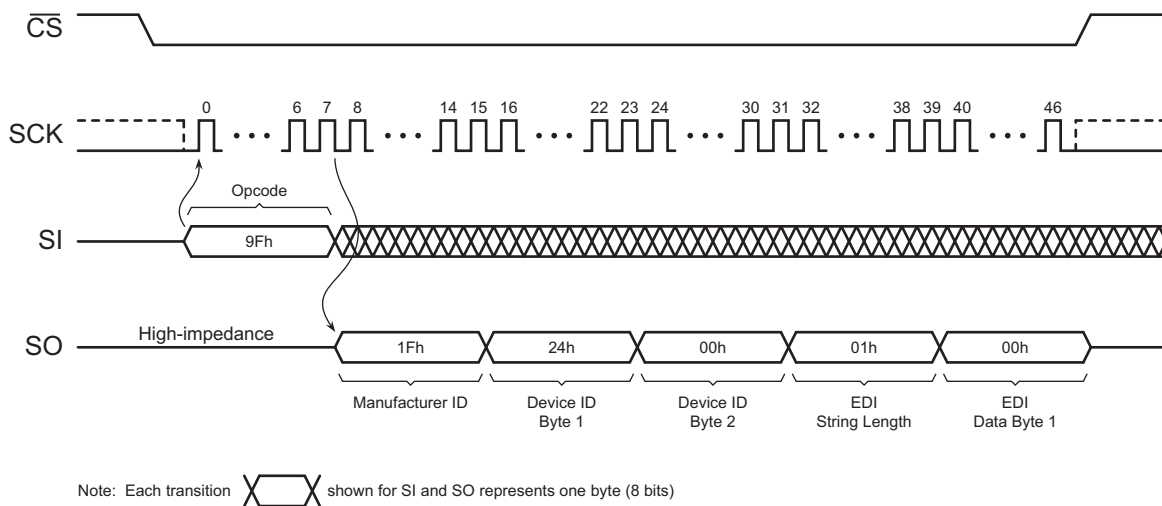 CS
0 6 7 8 14 15 16 22 23 24 30 31 32 38 39 40 46
SCK
Opcode
SI 9Fh
High-impedance
SO 1Fh 24h 00h 01h 00h
Manufacturer ID Device ID Device ID EDI EDI
Byte 1 Byte 2 String Length Data Byte 1
Note: Each transition shown for SI and SO represents one byte (8 bits)